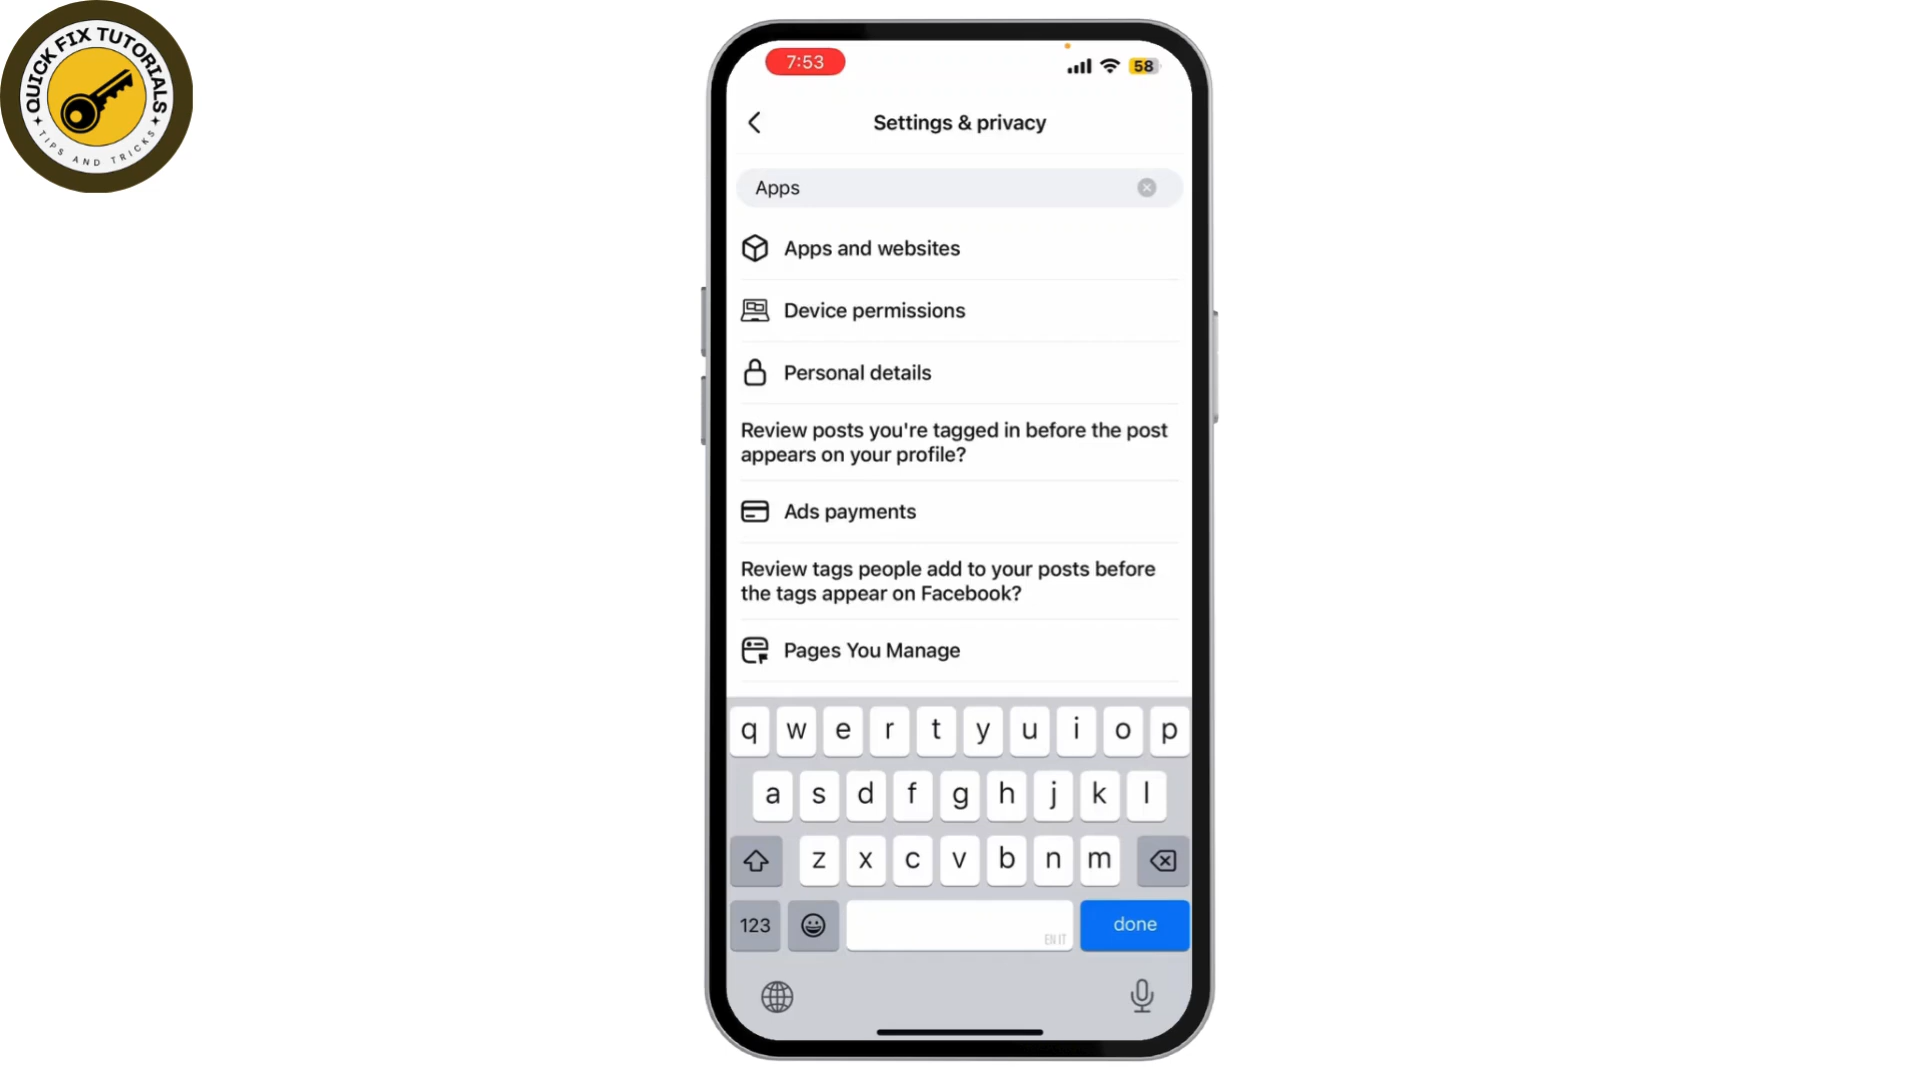 QUICK FIX TUTORIALS
TIPS AND TRICKS
7:53
58
Settings & privacy
Apps
Apps and websites
Device permissions
Personal details
Review posts you're tagged in before the post
appears on your profile?
Ads payments
Review tags people add to your posts before
the tags appear on Facebook?
Pages You Manage
q w e r t y u i o p
a s d f g h j k l
z x c v b n m
123
EN IT
done